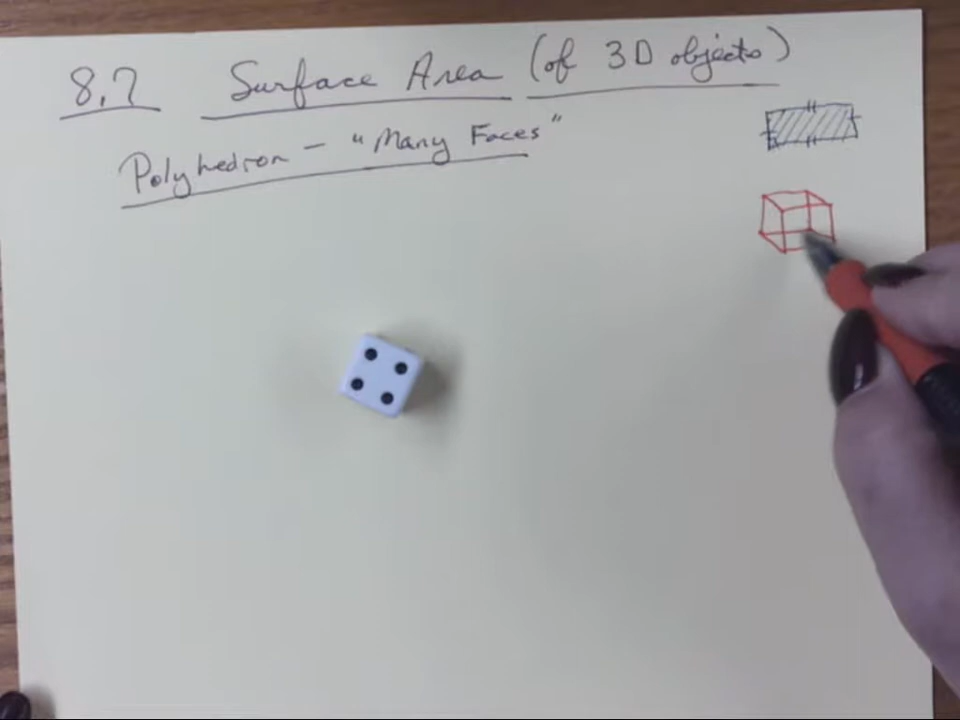 8.7 Surface Area (of 3D objects)
Polyhedron - "Many Faces"